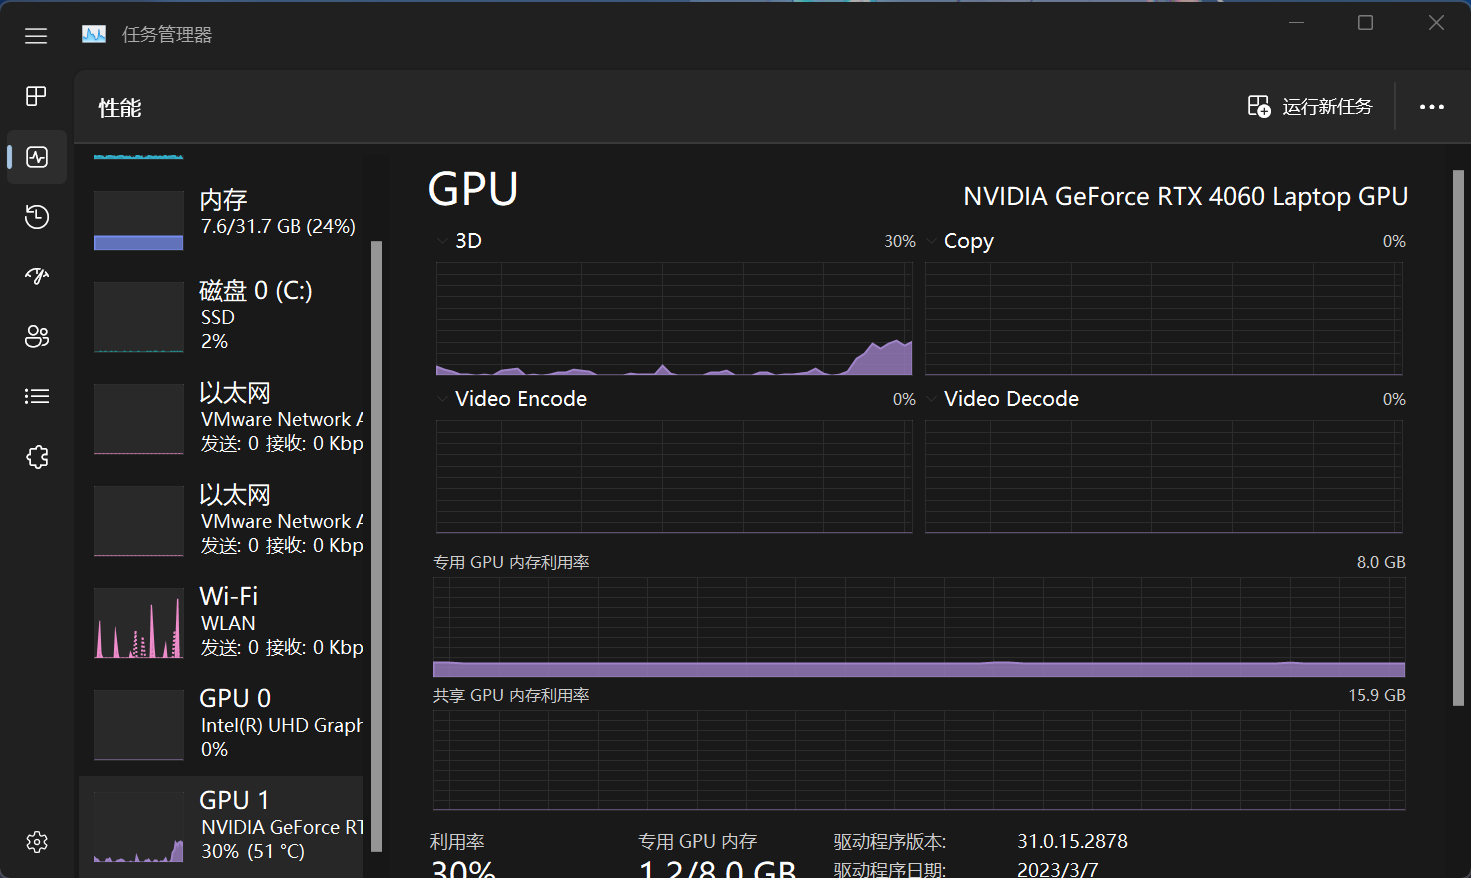 任务管理器
性能
运行新任务
内存
7.6/31.7 GB (24%)
磁盘 0 (C:)
SSD
2%
以太网
VMware Network A
发送: 0 接收: 0 Kbp
以太网
VMware Network A
发送: 0 接收: 0 Kbp
Wi-Fi
WLAN
发送: 0 接收: 0 Kbp
GPU 0
Intel(R) UHD Graph
0%
GPU 1
NVIDIA GeForce RT
30% (51 °C)
GPU
NVIDIA GeForce RTX 4060 Laptop GPU
3D 30%
Copy 0%
Video Encode 0%
Video Decode 0%
专用 GPU 内存利用率 8.0 GB
共享 GPU 内存利用率 15.9 GB
利用率 专用 GPU 内存 驱动程序版本: 31.0.15.2878
30% 1.2/8.0 GB 驱动程序日期: 2023/3/7